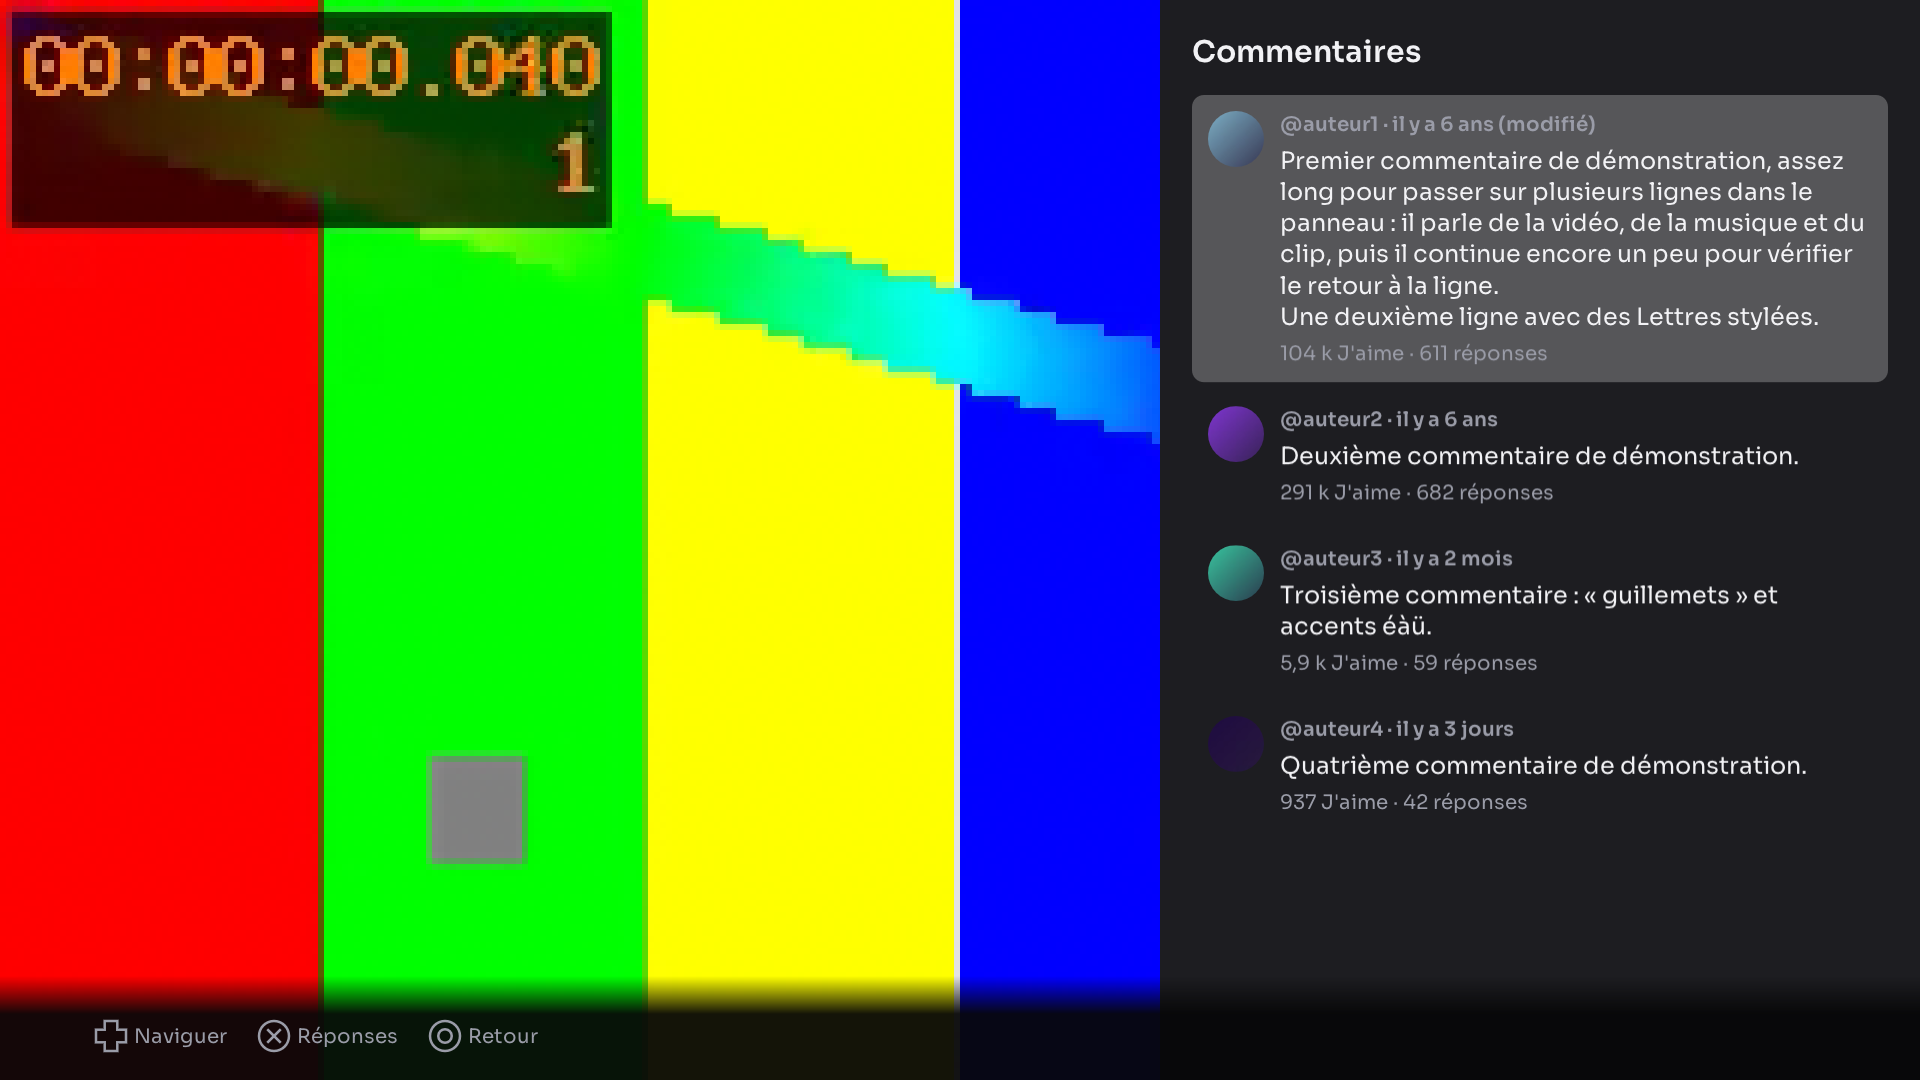 00:00:00.040
1
Commentaires
@auteur1 · il y a 6 ans (modifié)
Premier commentaire de démonstration, assez
long pour passer sur plusieurs lignes dans le
panneau : il parle de la vidéo, de la musique et du
clip, puis il continue encore un peu pour vérifier
le retour à la ligne.
Une deuxième ligne avec des Lettres stylées.
104 k J'aime · 611 réponses
@auteur2 · il y a 6 ans
Deuxième commentaire de démonstration.
291 k J'aime · 682 réponses
@auteur3 · il y a 2 mois
Troisième commentaire : « guillemets » et
accents éàü.
5,9 k J'aime · 59 réponses
@auteur4 · il y a 3 jours
Quatrième commentaire de démonstration.
937 J'aime · 42 réponses
Naviguer Réponses Retour